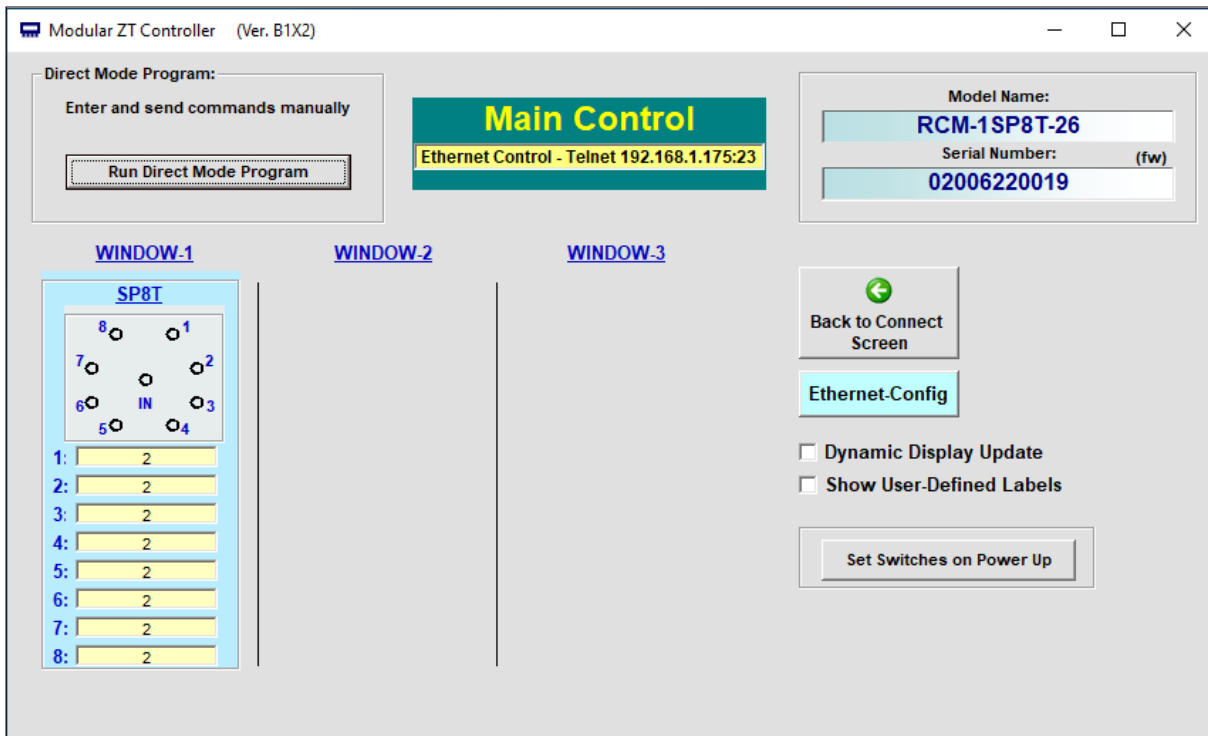 Modular ZT Controller (Ver. B1X2)
Direct Mode Program:
Enter and send commands manually
Run Direct Mode Program
Main Control
Ethernet Control - Telnet 192.168.1.175:23
Model Name:
RCM-1SP8T-26
Serial Number: (fw)
02006220019
WINDOW-1 WINDOW-2 WINDOW-3
SP8T
8 1
7 2
6 IN 3
5 4
1: 2
2: 2
3: 2
4: 2
5: 2
6: 2
7: 2
8: 2
Back to Connect
Screen
Ethernet-Config
Dynamic Display Update
Show User-Defined Labels
Set Switches on Power Up